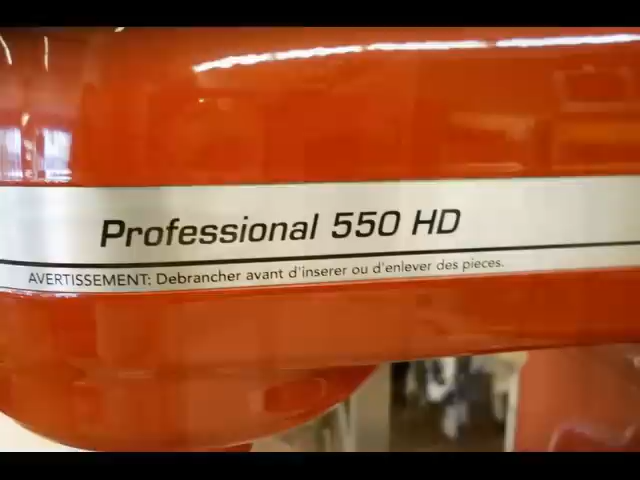 Professional 550 HD
AVERTISSEMENT: Debrancher avant d'inserer ou d'enlever des pieces.